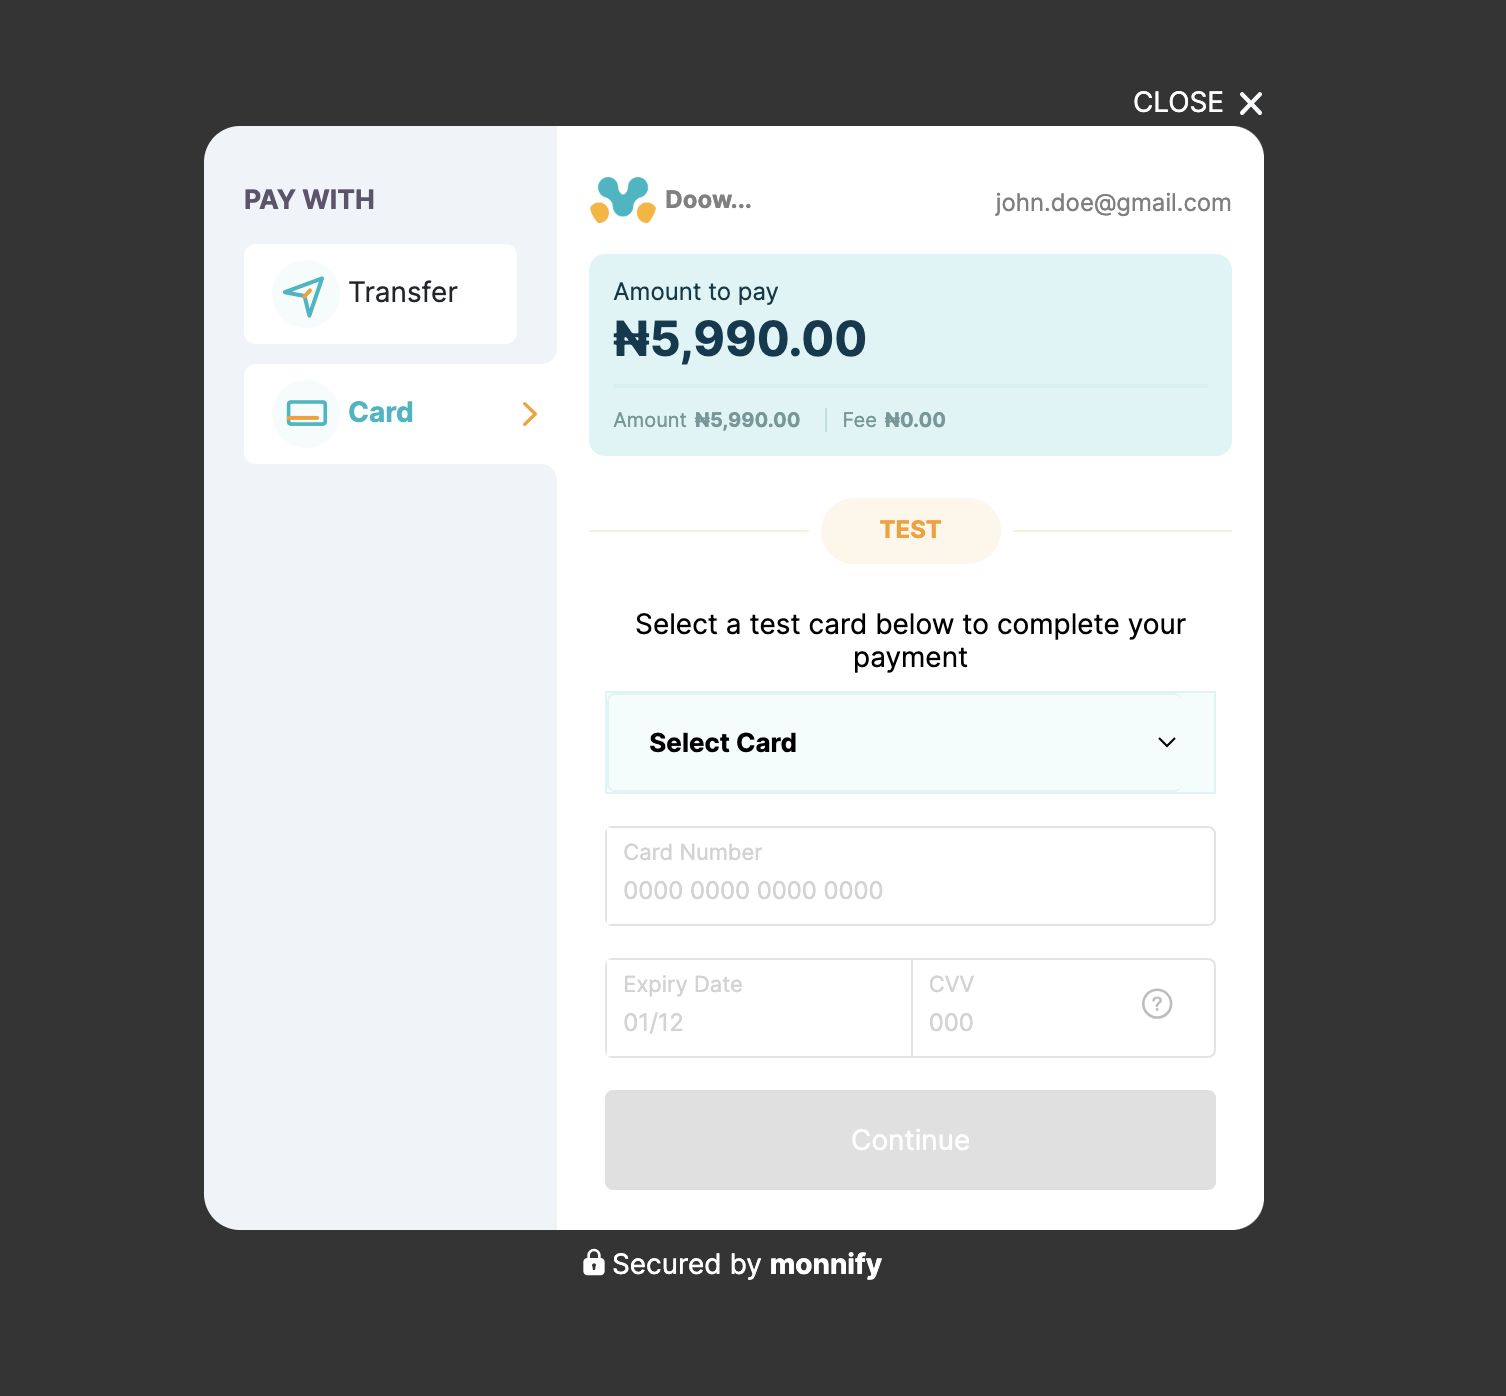 CLOSE
PAY WITH
Transfer
Card
Doow...
john.doe@gmail.com
Amount to pay
₦5,990.00
Amount ₦5,990.00 Fee ₦0.00
TEST
Select a test card below to complete your
payment
Select Card
Card Number
0000 0000 0000 0000
Expiry Date
01/12
CVV
000
?
Continue
Secured by monnify